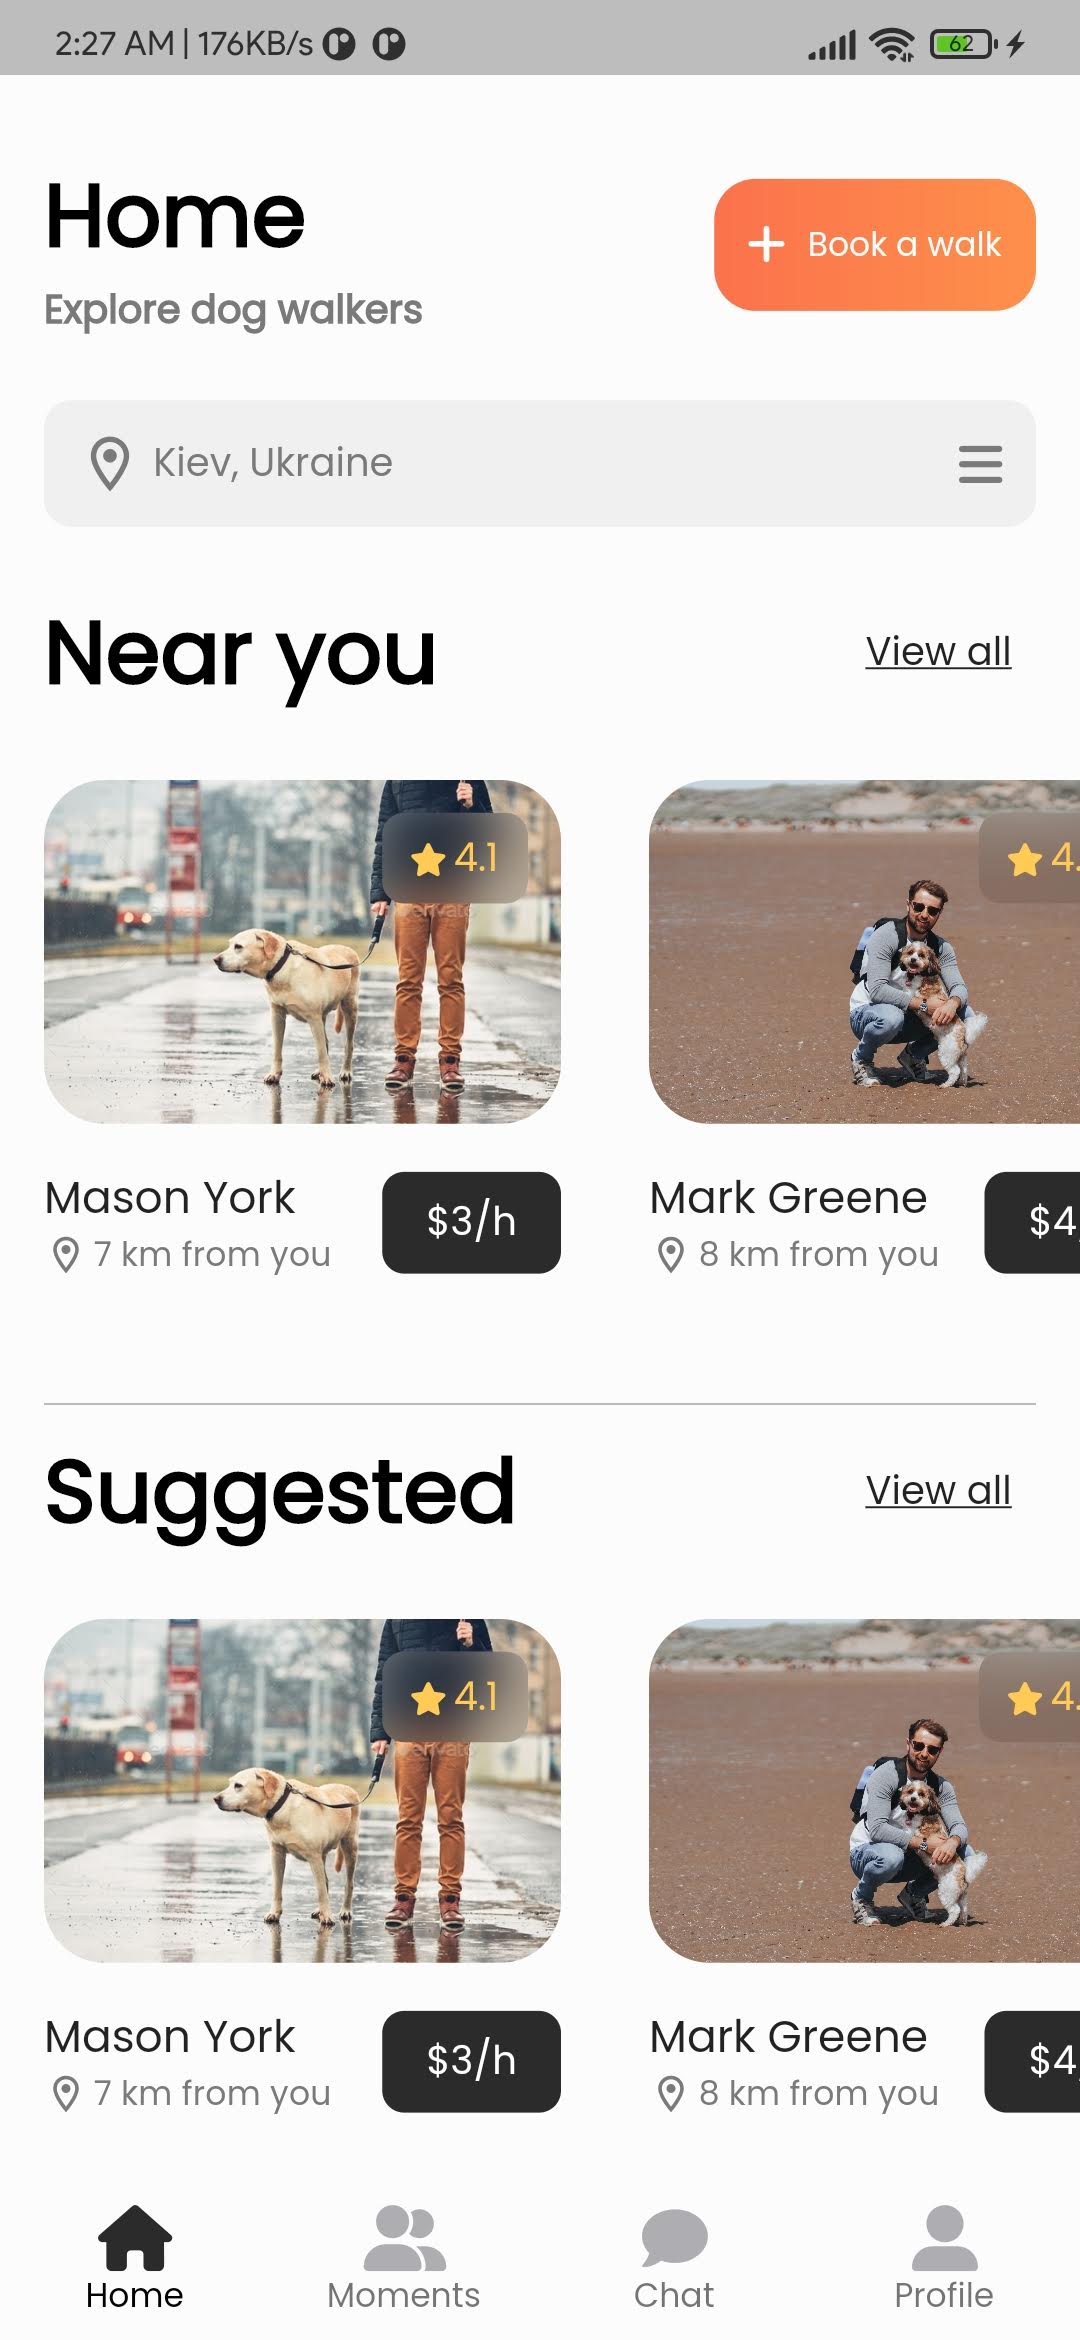 2:27 AM | 176KB/s
62
Home
Book a walk
Explore dog walkers
Kiev, Ukraine
Near you
View all
4.1
4.
envato
Mason York
$3/h
7 km from you
Mark Greene
$4
8 km from you
Suggested
View all
4.1
4.
envato
Mason York
$3/h
7 km from you
Mark Greene
$4
8 km from you
Home
Moments
Chat
Profile